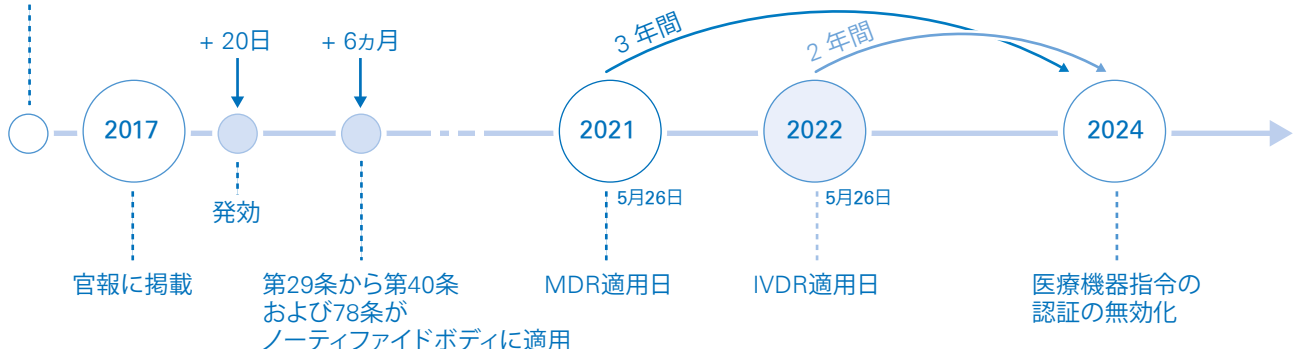 3 年間
2 年間
+ 20日
+ 6ヵ月
2017
2021
2022
2024
5月26日
5月26日
発効
官報に掲載
第29条から第40条
および78条が
ノーティファイドボディに適用
MDR適用日
IVDR適用日
医療機器指令の
認証の無効化